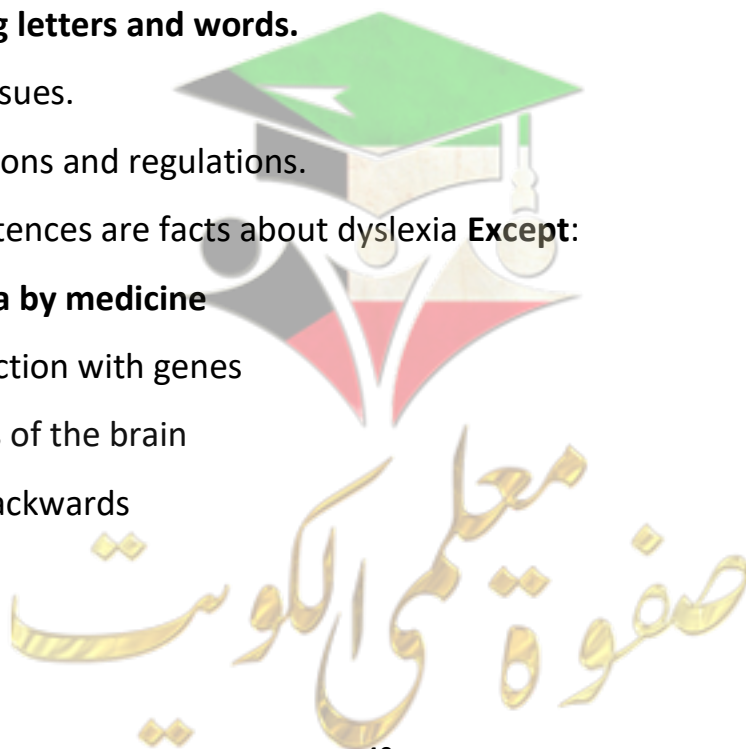 g letters and words.
sues.
ons and regulations.
tences are facts about dyslexia Except:
a by medicine
ction with genes
s of the brain
ackwards
صفوة معلمى الكويت